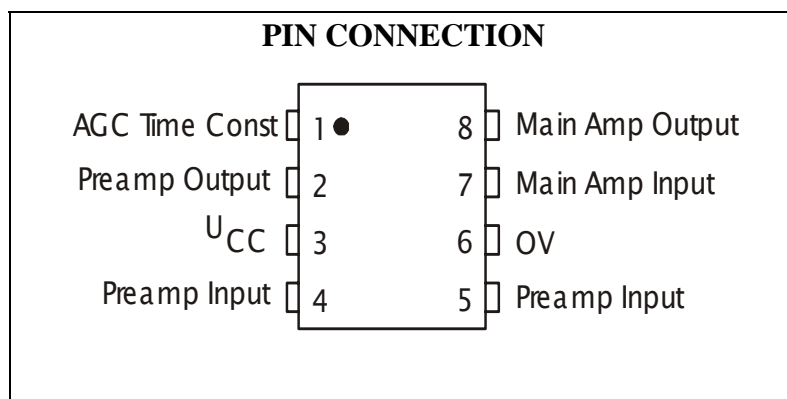 PIN CONNECTION
AGC Time Const 1 8 Main Amp Output
Preamp Output 2 7 Main Amp Input
UCC 3 6 OV
Preamp Input 4 5 Preamp Input